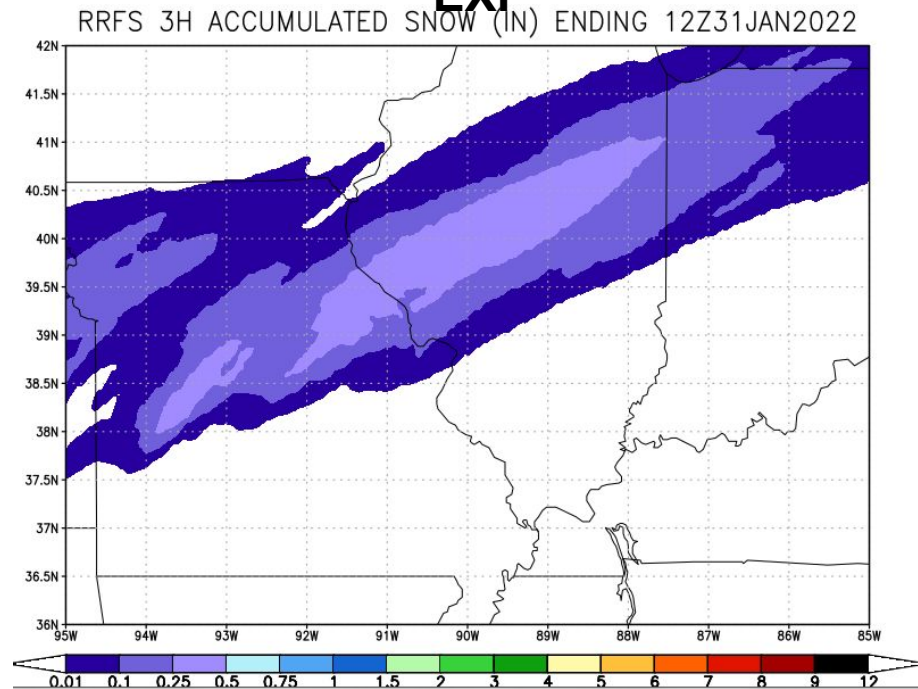 EXP
RRFS 3H ACCUMULATED SNOW (IN) ENDING 12Z31JAN2022
42N
41.5N
41N
40.5N
40N
39.5N
39N
38.5N
38N
37.5N
37N
36.5N
36N
95W 94W 93W 92W 91W 90W 89W 88W 87W 86W 85W
0.01 0.1 0.25 0.5 0.75 1 1.5 2 3 4 5 6 7 8 9 12